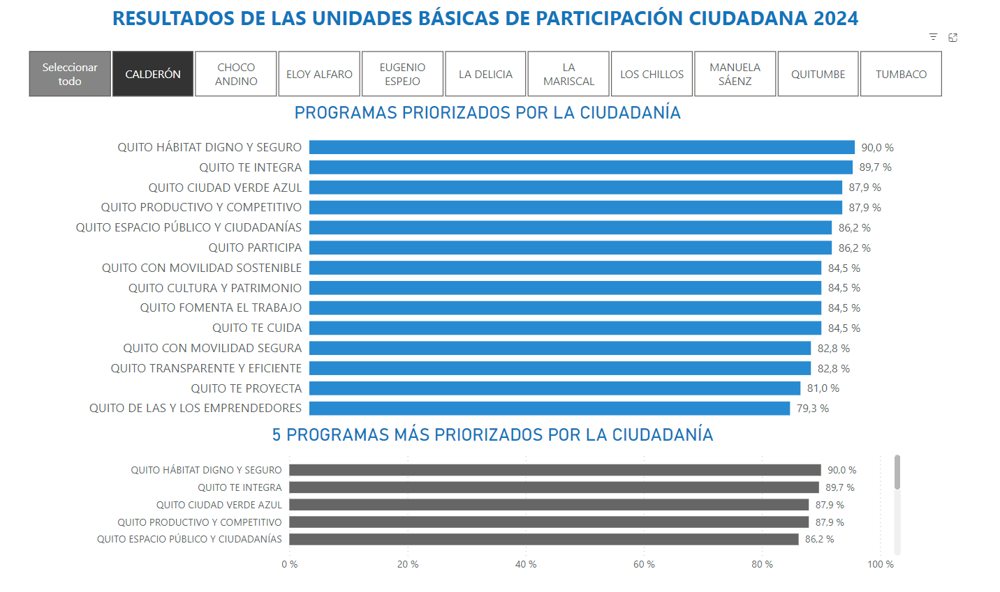 RESULTADOS DE LAS UNIDADES BÁSICAS DE PARTICIPACIÓN CIUDADANA 2024
Seleccionar
todo
CALDERÓN
CHOCO
ANDINO
ELOY ALFARO
EUGENIO
ESPEJO
LA DELICIA
LA
MARISCAL
LOS CHILLOS
MANUELA
SÁENZ
QUITUMBE
TUMBACO
PROGRAMAS PRIORIZADOS POR LA CIUDADANÍA
QUITO HÁBITAT DIGNO Y SEGURO 90,0 %
QUITO TE INTEGRA 89,7 %
QUITO CIUDAD VERDE AZUL 87,9 %
QUITO PRODUCTIVO Y COMPETITIVO 87,9 %
QUITO ESPACIO PÚBLICO Y CIUDADANÍAS 86,2 %
QUITO PARTICIPA 86,2 %
QUITO CON MOVILIDAD SOSTENIBLE 84,5 %
QUITO CULTURA Y PATRIMONIO 84,5 %
QUITO FOMENTA EL TRABAJO 84,5 %
QUITO TE CUIDA 84,5 %
QUITO CON MOVILIDAD SEGURA 82,8 %
QUITO TRANSPARENTE Y EFICIENTE 82,8 %
QUITO TE PROYECTA 81,0 %
QUITO DE LAS Y LOS EMPRENDEDORES 79,3 %
5 PROGRAMAS MÁS PRIORIZADOS POR LA CIUDADANÍA
QUITO HÁBITAT DIGNO Y SEGURO 90,0 %
QUITO TE INTEGRA 89,7 %
QUITO CIUDAD VERDE AZUL 87,9 %
QUITO PRODUCTIVO Y COMPETITIVO 87,9 %
QUITO ESPACIO PÚBLICO Y CIUDADANÍAS 86,2 %
0 % 20 % 40 % 60 % 80 % 100 %